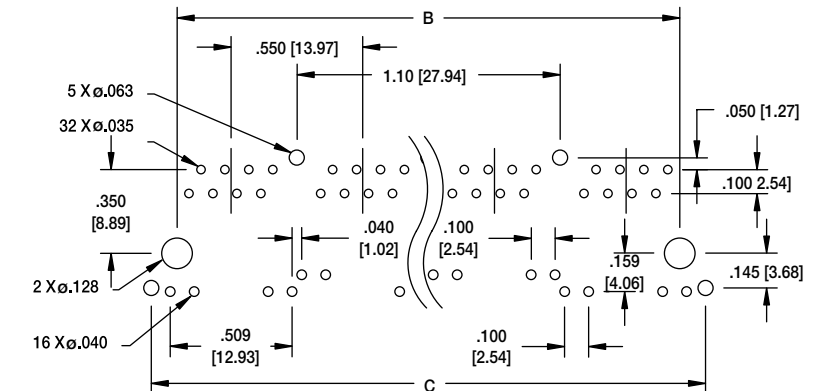 B
.550 [13.97]
1.10 [27.94]
5 X ø.063
.050 [1.27]
32 X ø.035
.100 2.54]
.350
[8.89]
.040
[1.02]
.100
[2.54]
.159
[4.06]
.145 [3.68]
2 X ø.128
16 X ø.040
.509
[12.93]
.100
[2.54]
C